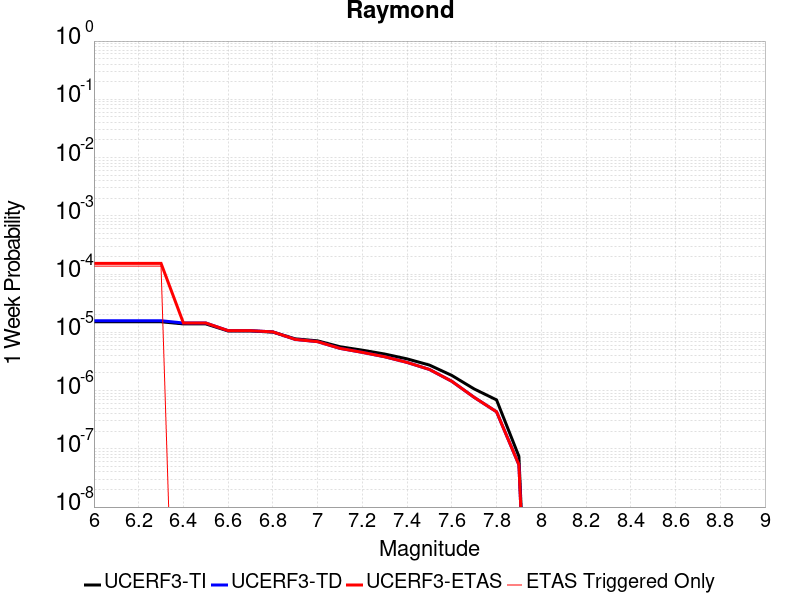 Raymond
10 0
10 -1
10 -2
10 -3
10 -4
10 -5
10 -6
10 -7
10 -8
1 Week Probability
6 6.2 6.4 6.6 6.8 7 7.2 7.4 7.6 7.8 8 8.2 8.4 8.6 8.8 9
Magnitude
UCERF3-TI UCERF3-TD UCERF3-ETAS ETAS Triggered Only